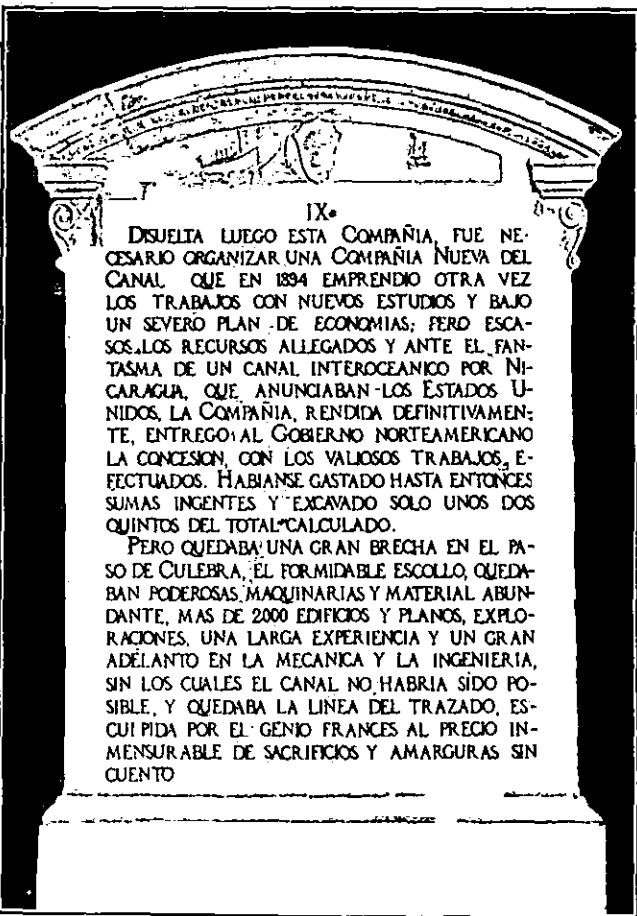 IX.
DISUELTA LUEGO ESTA COMPAÑIA, FUE NE-
CESARIO ORGANIZAR UNA COMPAÑIA NUEVA DEL
CANAL QUE EN 1894 EMPRENDIO OTRA VEZ
LOS TRABAJOS CON NUEVOS ESTUDIOS Y BAJO
UN SEVERO PLAN DE ECONOMIAS; PERO ESCA-
SOS LOS RECURSOS ALLEGADOS Y ANTE EL FAN-
TASMA DE UN CANAL INTEROCEANICO POR NI-
CARAGUA, QUE ANUNCIABAN LOS ESTADOS U-
NIDOS, LA COMPAÑIA, RENDIDA DEFINITIVAMEN-
TE, ENTREGO AL GOBIERNO NORTEAMERICANO
LA CONCESION, CON LOS VALIOSOS TRABAJOS, E-
FECTUADOS. HABIANSE GASTADO HASTA ENTONCES
SUMAS INGENTES Y EXCAVADO SOLO UNOS DOS
QUINTOS DEL TOTAL CALCULADO.
PERO QUEDABA UNA GRAN BRECHA EN EL PA-
SO DE CULEBRA, EL FORMIDABLE ESCOLLO, QUEDA-
BAN PODEROSAS MAQUINARIAS Y MATERIAL ABUN-
DANTE, MAS DE 2000 EDIFICIOS Y PLANOS, EXPLO-
RACIONES, UNA LARGA EXPERIENCIA Y UN GRAN
ADELANTO EN LA MECANICA Y LA INGENIERIA,
SIN LOS CUALES EL CANAL NO HABRIA SIDO PO-
SIBLE, Y QUEDABA LA LINEA DEL TRAZADO, ES-
CULPIDA POR EL GENIO FRANCES AL PRECIO IN-
MENSURABLE DE SACRIFICIOS Y AMARGURAS SIN
CUENTO